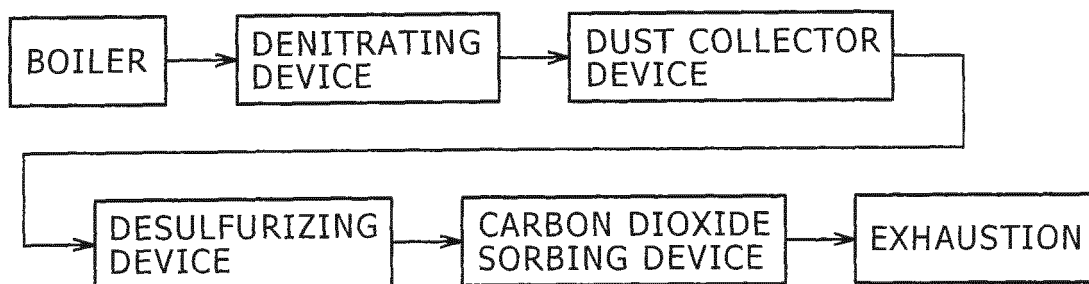 BOILER
DENITRATING
DEVICE
DUST COLLECTOR
DEVICE
DESULFURIZING
DEVICE
CARBON DIOXIDE
SORBING DEVICE
EXHAUSTION